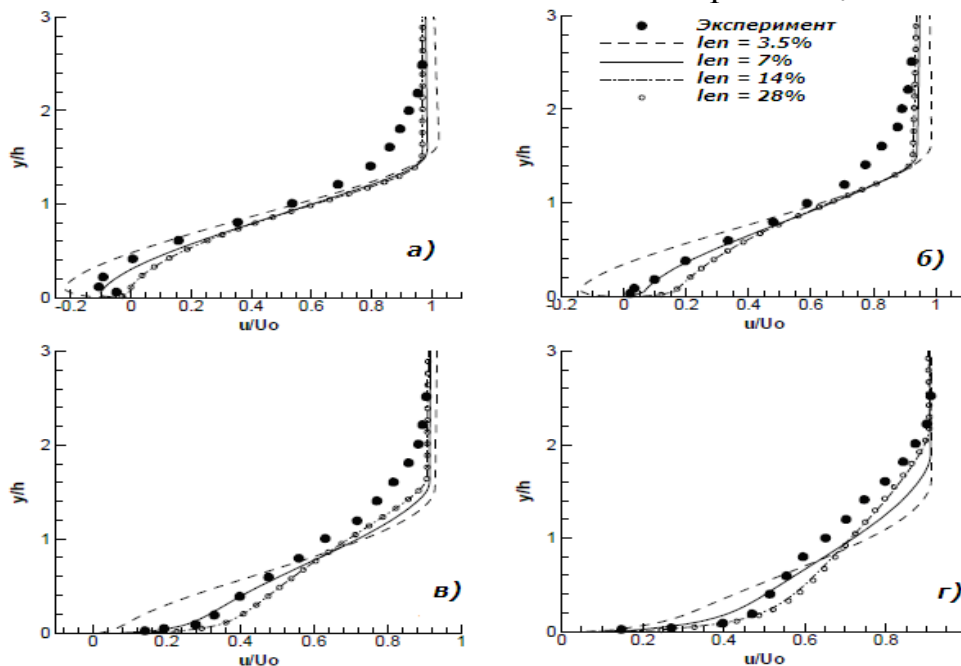 Эксперимент
len = 3.5%
len = 7%
len = 14%
len = 28%
3
2
1
0
y/h
-0.2 0 0.2 0.4 0.6 0.8 1
u/Uo
а)
3
2
1
0
y/h
-0.2 0 0.2 0.4 0.6 0.8 1
u/Uo
б)
3
2
1
0
y/h
0 0.2 0.4 0.6 0.8 1
u/Uo
в)
3
2
1
0
y/h
0 0.2 0.4 0.6 0.8
u/Uo
г)